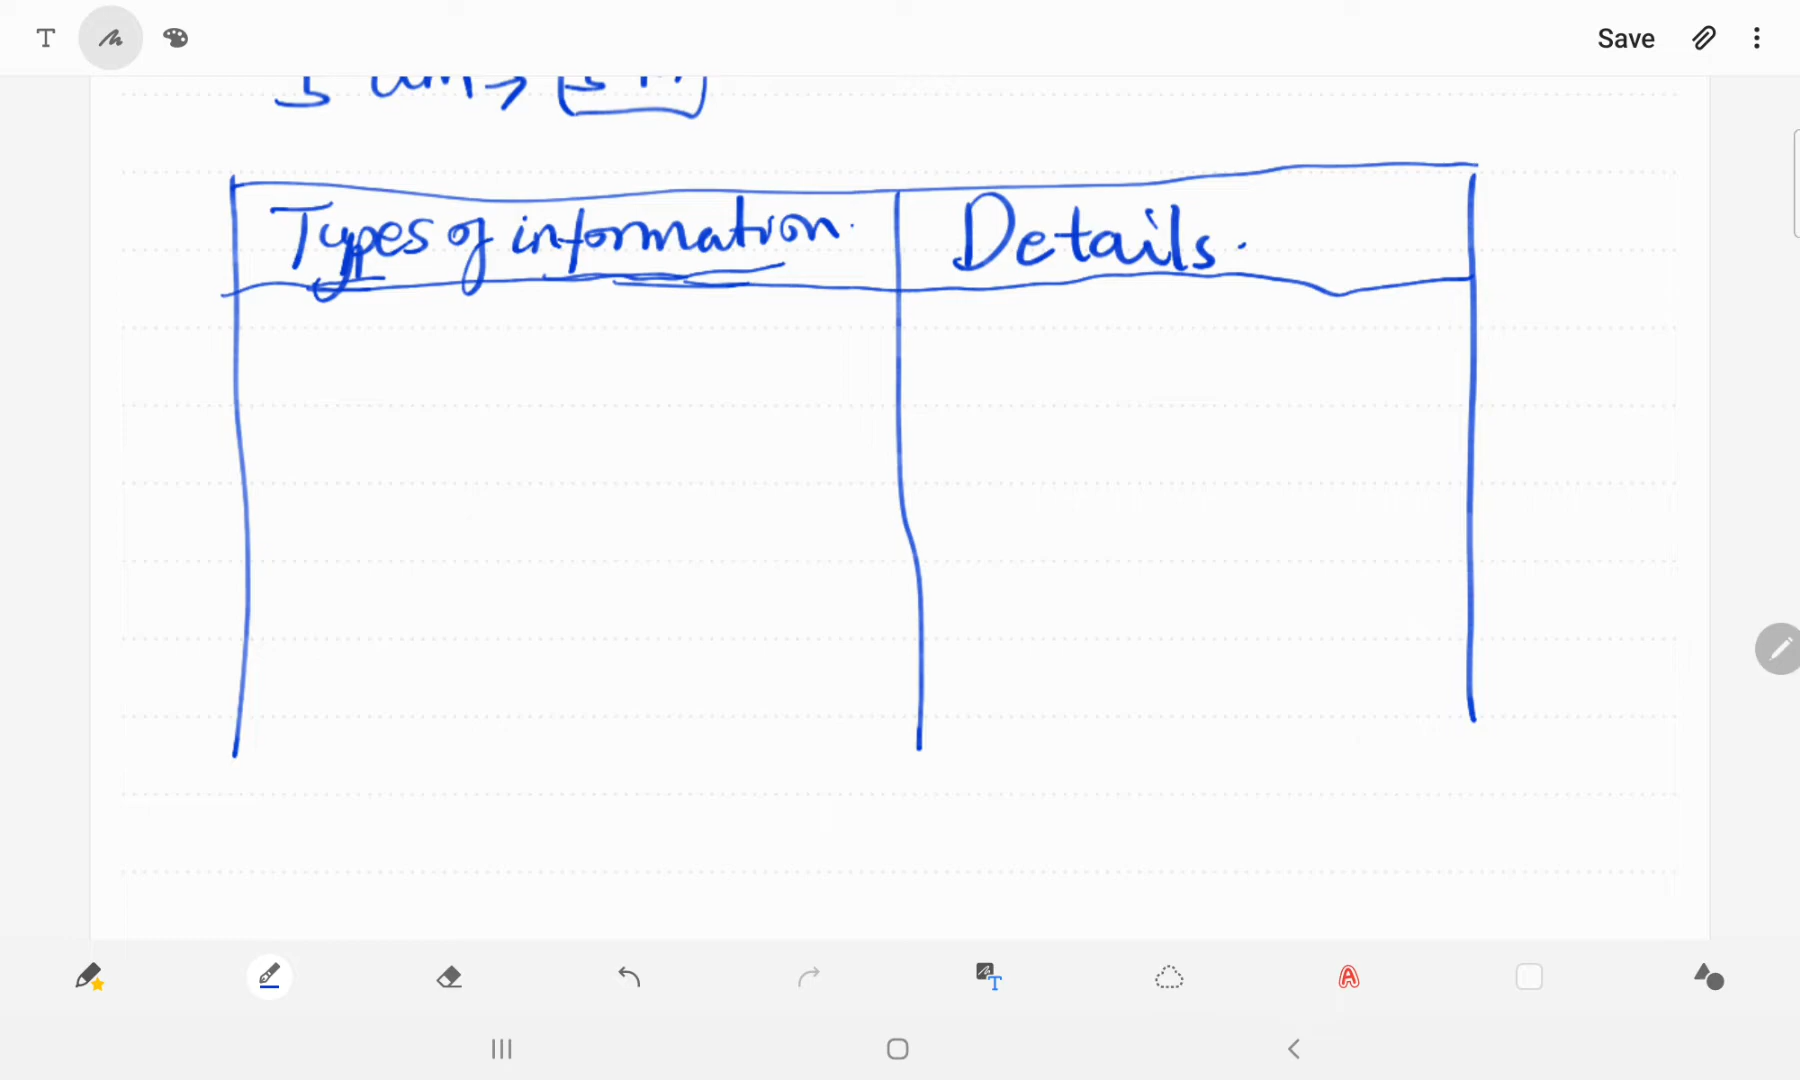 T Save
Types of information. Details.
T
A